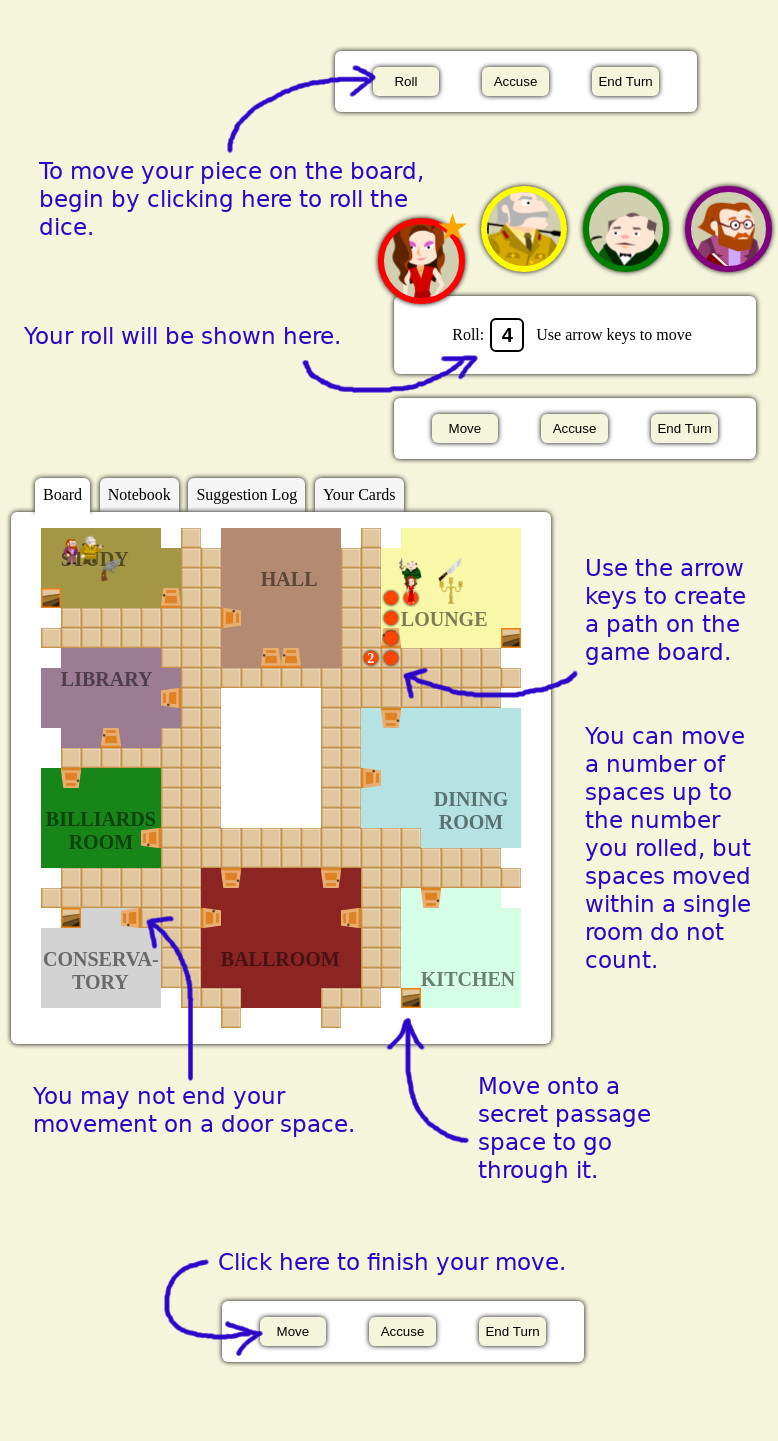 Roll
Accuse
End Turn
To move your piece on the board,
begin by clicking here to roll the
dice.
Your roll will be shown here.
Roll: 4 Use arrow keys to move
Move
Accuse
End Turn
Board
Notebook
Suggestion Log
Your Cards
STUDY
HALL
LOUNGE
2
LIBRARY
BILLIARDS
ROOM
DINING
ROOM
CONSERVA-
TORY
BALLROOM
KITCHEN
Use the arrow
keys to create
a path on the
game board.
You can move
a number of
spaces up to
the number
you rolled, but
spaces moved
within a single
room do not
count.
You may not end your
movement on a door space.
Move onto a
secret passage
space to go
through it.
Click here to finish your move.
Move
Accuse
End Turn